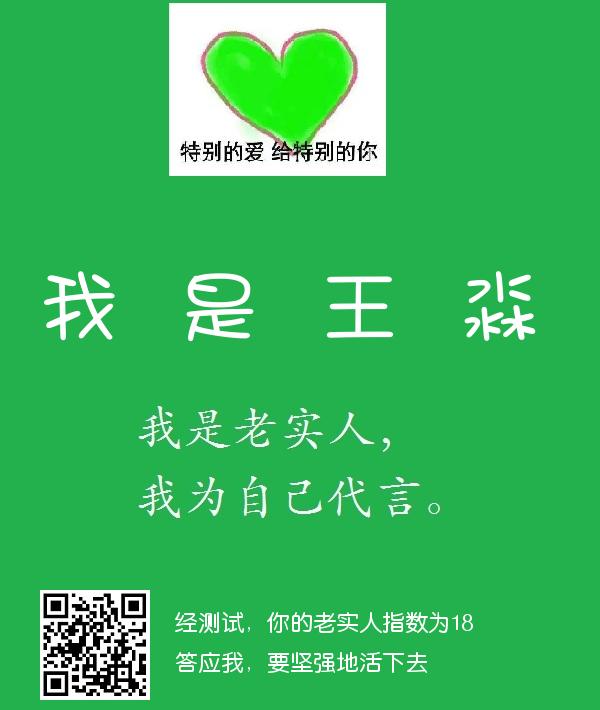 特别的爱 给特别的你
我是王淼
我是老实人，
我为自己代言。
经测试，你的老实人指数为18
答应我，要坚强地活下去